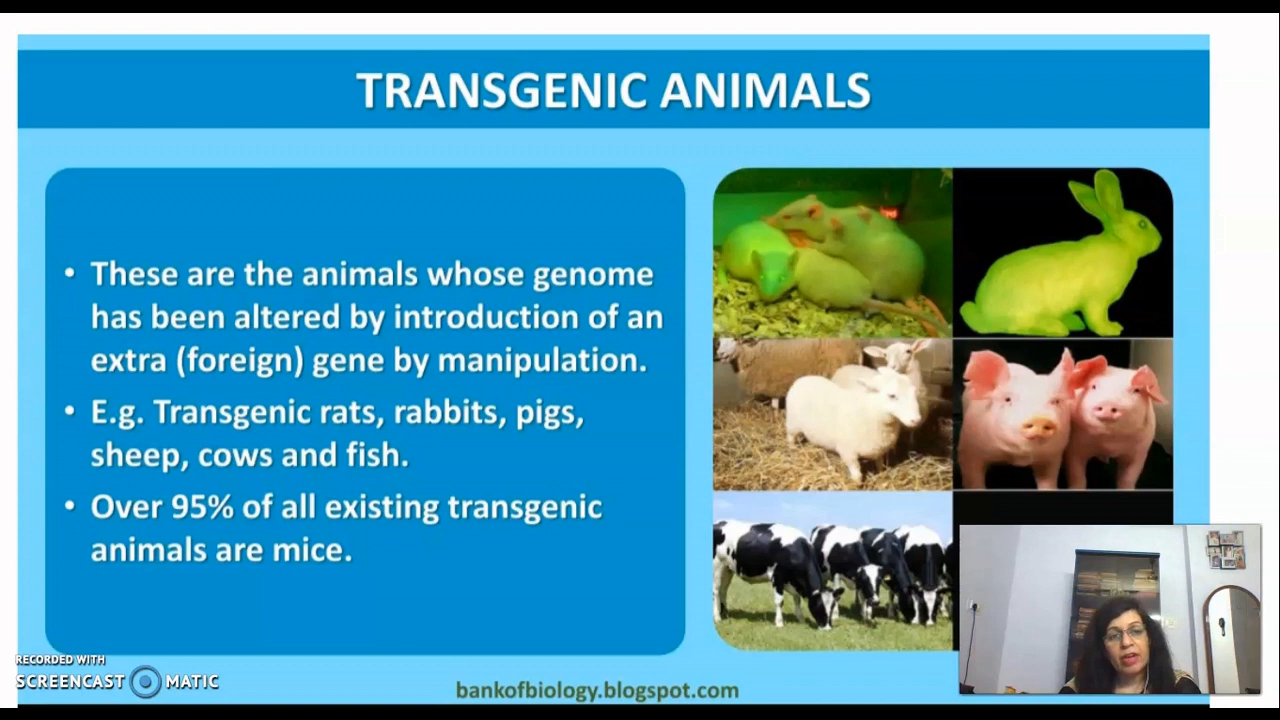 TRANSGENIC ANIMALS
• These are the animals whose genome
has been altered by introduction of an
extra (foreign) gene by manipulation.
• E.g. Transgenic rats, rabbits, pigs,
sheep, cows and fish.
• Over 95% of all existing transgenic
animals are mice.
RECORDED WITH
SCREENCAST MATIC
bankofbiology.blogspot.com